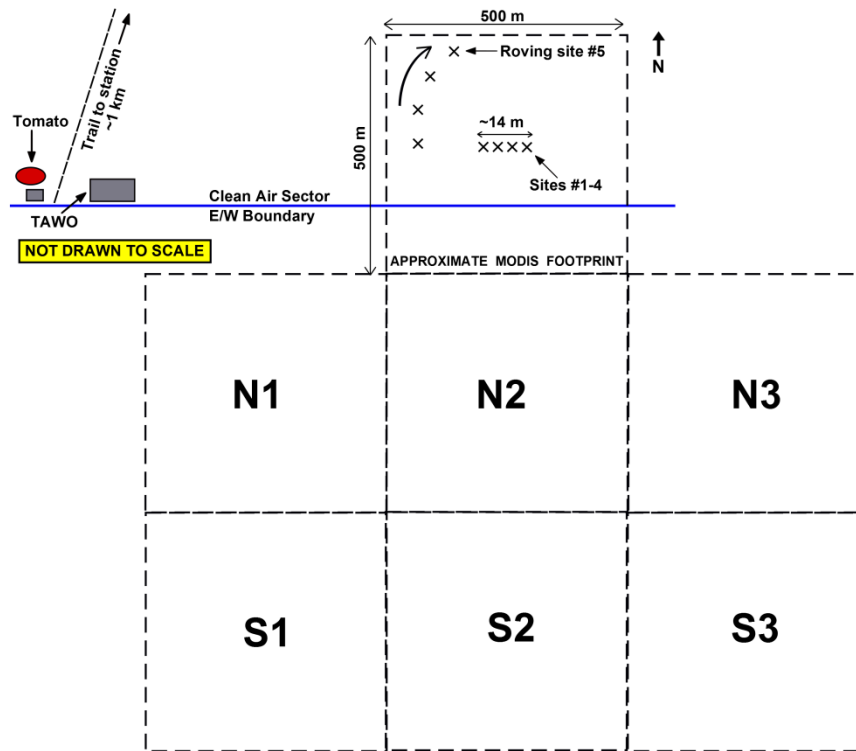 500 m
Roving site #5
N
Trail to station
~1 km
Tomato
500 m
~14 m
Sites #1-4
Clean Air Sector
E/W Boundary
TAWO
NOT DRAWN TO SCALE
APPROXIMATE MODIS FOOTPRINT
N1
N2
N3
S1
S2
S3